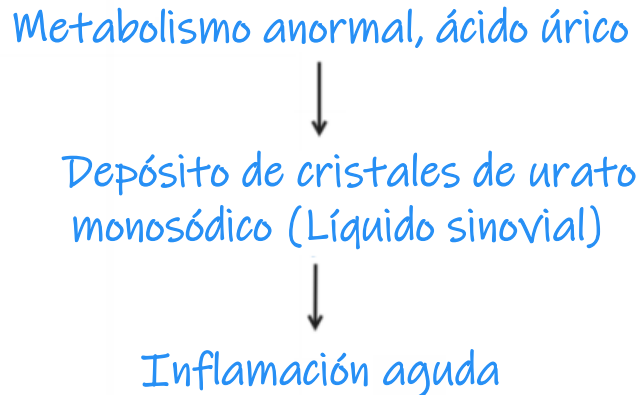 Metabolismo anormal, ácido úrico
Depósito de cristales de urato
monosódico (Líquido sinovial)
Inflamación aguda